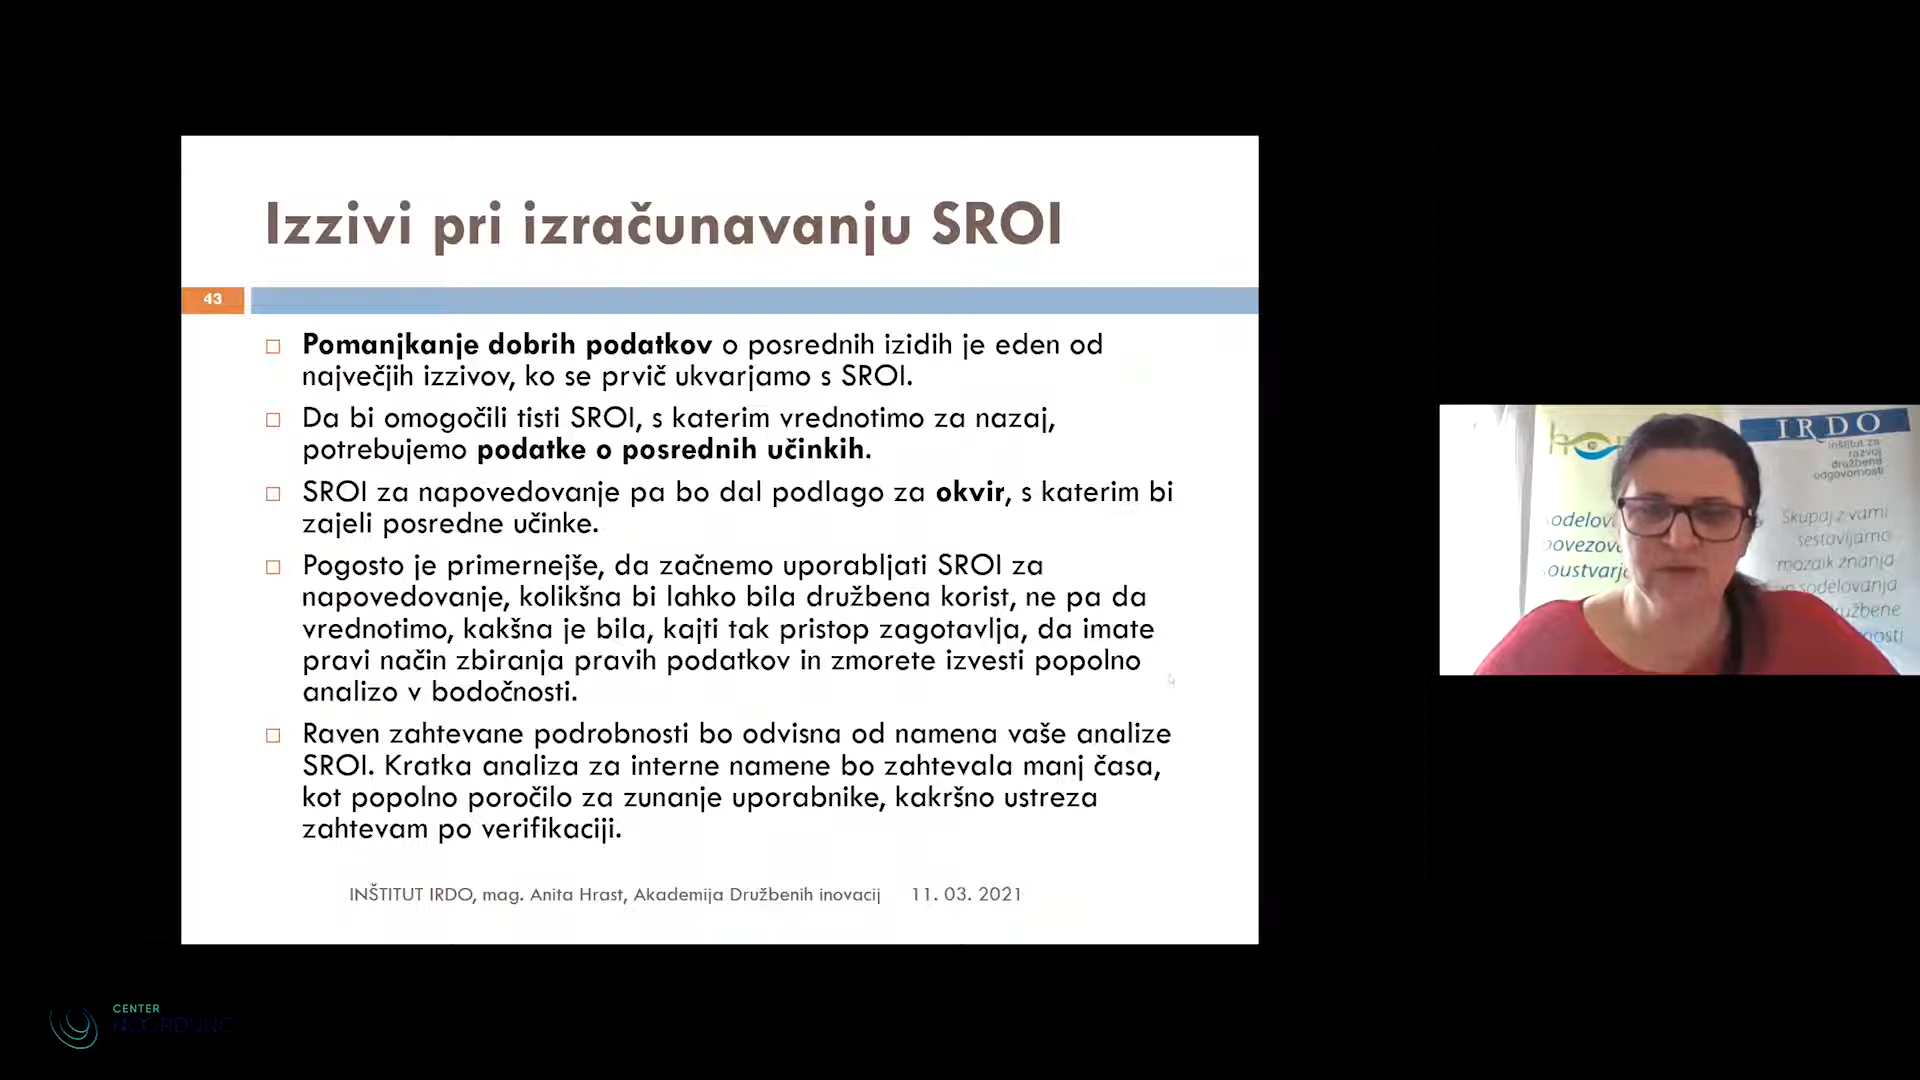 Izzivi pri izračunavanju SROI
43
Pomanjkanje dobrih podatkov o posrednih izidih je eden od
največjih izzivov, ko se prvič ukvarjamo s SROI.
Da bi omogočili tisti SROI, s katerim vrednotimo za nazaj,
potrebujemo podatke o posrednih učinkih.
SROI za napovedovanje pa bo dal podlago za okvir, s katerim bi
zajeli posredne učinke.
Pogosto je primernejše, da začnemo uporabljati SROI za
napovedovanje, kolikšna bi lahko bila družbena korist, ne pa da
vrednotimo, kakšna je bila, kajti tak pristop zagotavlja, da imate
pravi način zbiranja pravih podatkov in zmorete izvesti popolno
analizo v bodočnosti.
Raven zahtevane podrobnosti bo odvisna od namena vaše analize
SROI. Kratka analiza za interne namene bo zahtevala manj časa,
kot popolno poročilo za zunanje uporabnike, kakršno ustreza
zahtevam po verifikaciji.
INŠTITUT IRDO, mag. Anita Hrast, Akademija Družbenih inovacij 11. 03. 2021
IRDO
inštitut za
razvoj
družbene
odgovornosti
Skupaj z vami
sestavljamo
mozaik znanja
sodelovanja
CENTER
NOORDUNG